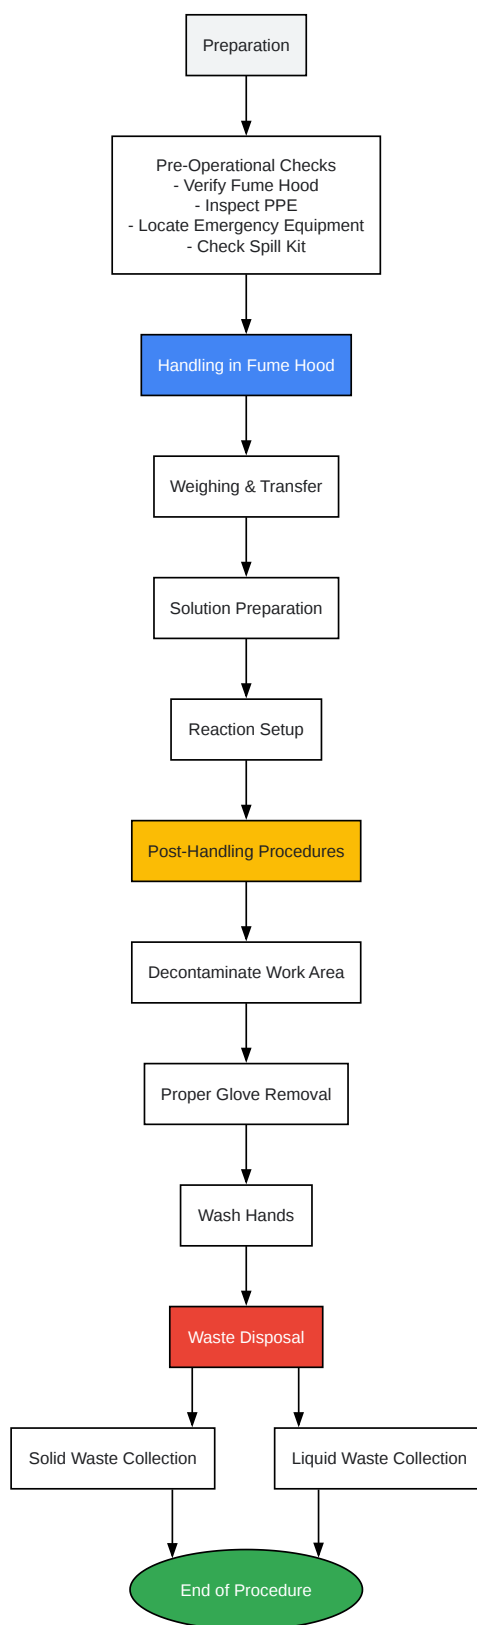 Preparation
Pre-Operational Checks
- Verify Fume Hood
- Inspect PPE
- Locate Emergency Equipment
- Check Spill Kit
Handling in Fume Hood
Weighing & Transfer
Solution Preparation
Reaction Setup
Post-Handling Procedures
Decontaminate Work Area
Proper Glove Removal
Wash Hands
Waste Disposal
Solid Waste Collection
Liquid Waste Collection
End of Procedure